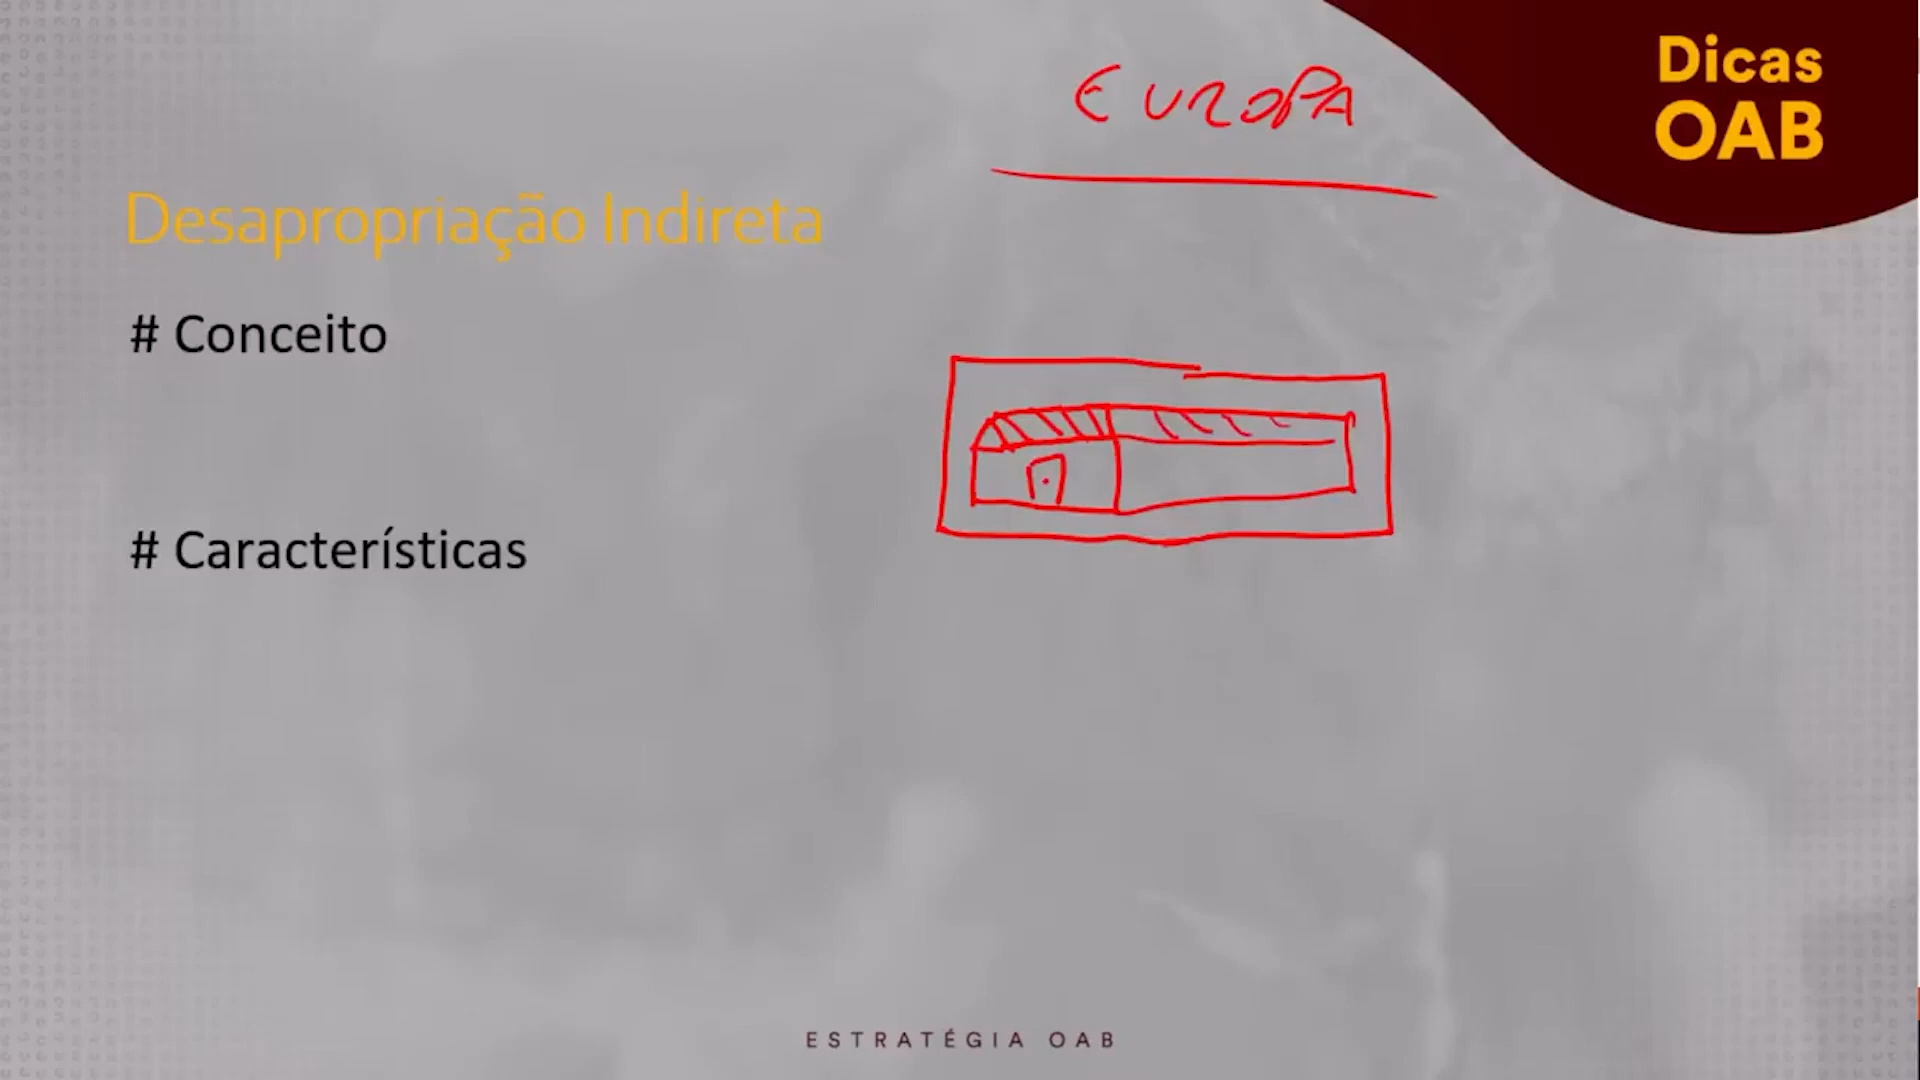 EUROPA
Dicas
OAB
Desapropriação Indireta
# Conceito
# Características
ESTRATÉGIA OAB